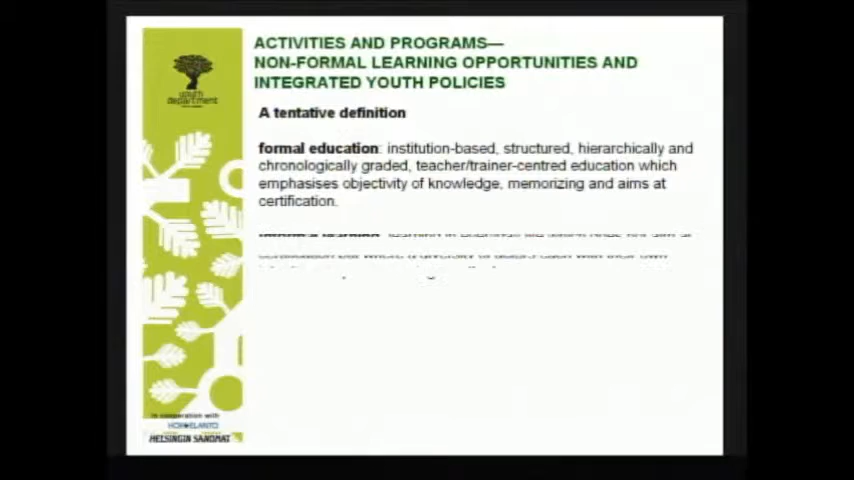 youth
department
ACTIVITIES AND PROGRAMS—
NON-FORMAL LEARNING OPPORTUNITIES AND
INTEGRATED YOUTH POLICIES
A tentative definition
formal education: institution-based, structured, hierarchically and
chronologically graded, teacher/trainer-centred education which
emphasises objectivity of knowledge, memorizing and aims at
certification.
in cooperation with
HOK-ELANTO
HELSINGIN SANOMAT